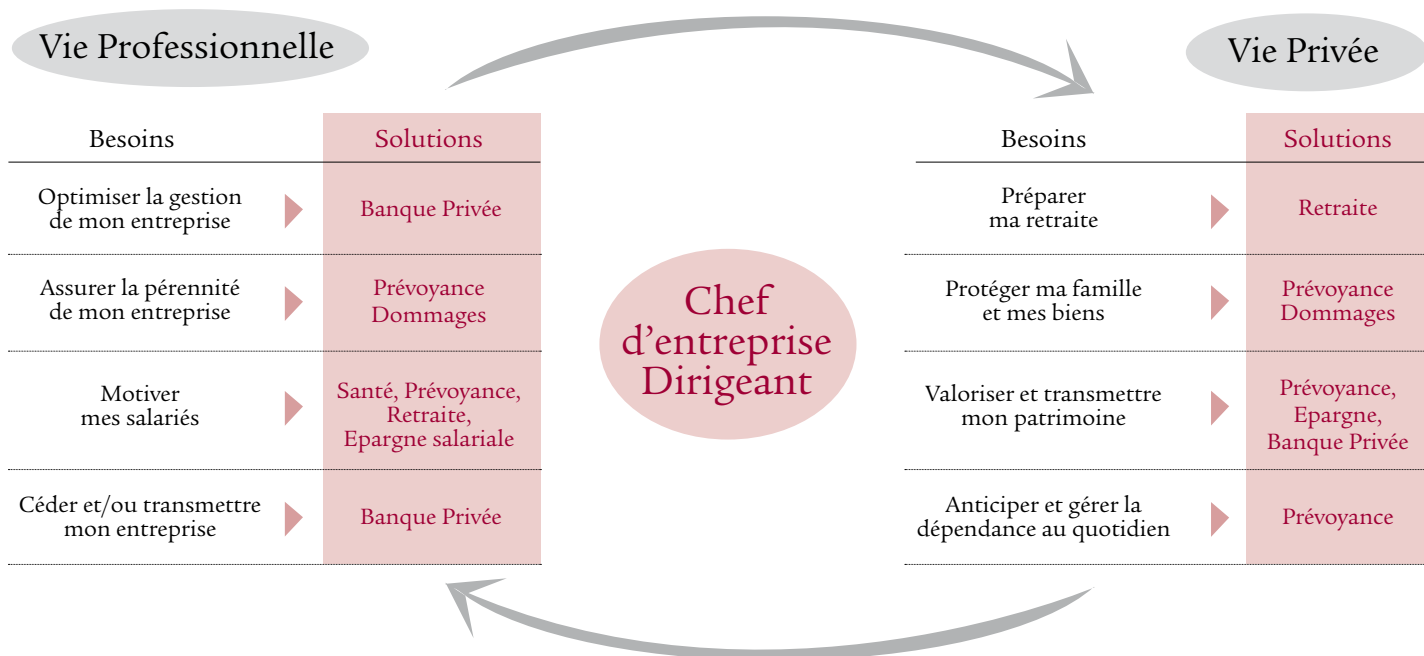 Vie Professionnelle
Besoins
Solutions
Optimiser la gestion
de mon entreprise
Banque Privée
Assurer la pérennité
de mon entreprise
Prévoyance
Dommages
Motiver
mes salariés
Santé, Prévoyance,
Retraite,
Epargne salariale
Céder et/ou transmettre
mon entreprise
Banque Privée
Chef
d’entreprise
Dirigeant
Vie Privée
Besoins
Solutions
Préparer
ma retraite
Retraite
Protéger ma famille
et mes biens
Prévoyance
Dommages
Valoriser et transmettre
mon patrimoine
Prévoyance,
Epargne,
Banque Privée
Anticiper et gérer la
dépendance au quotidien
Prévoyance